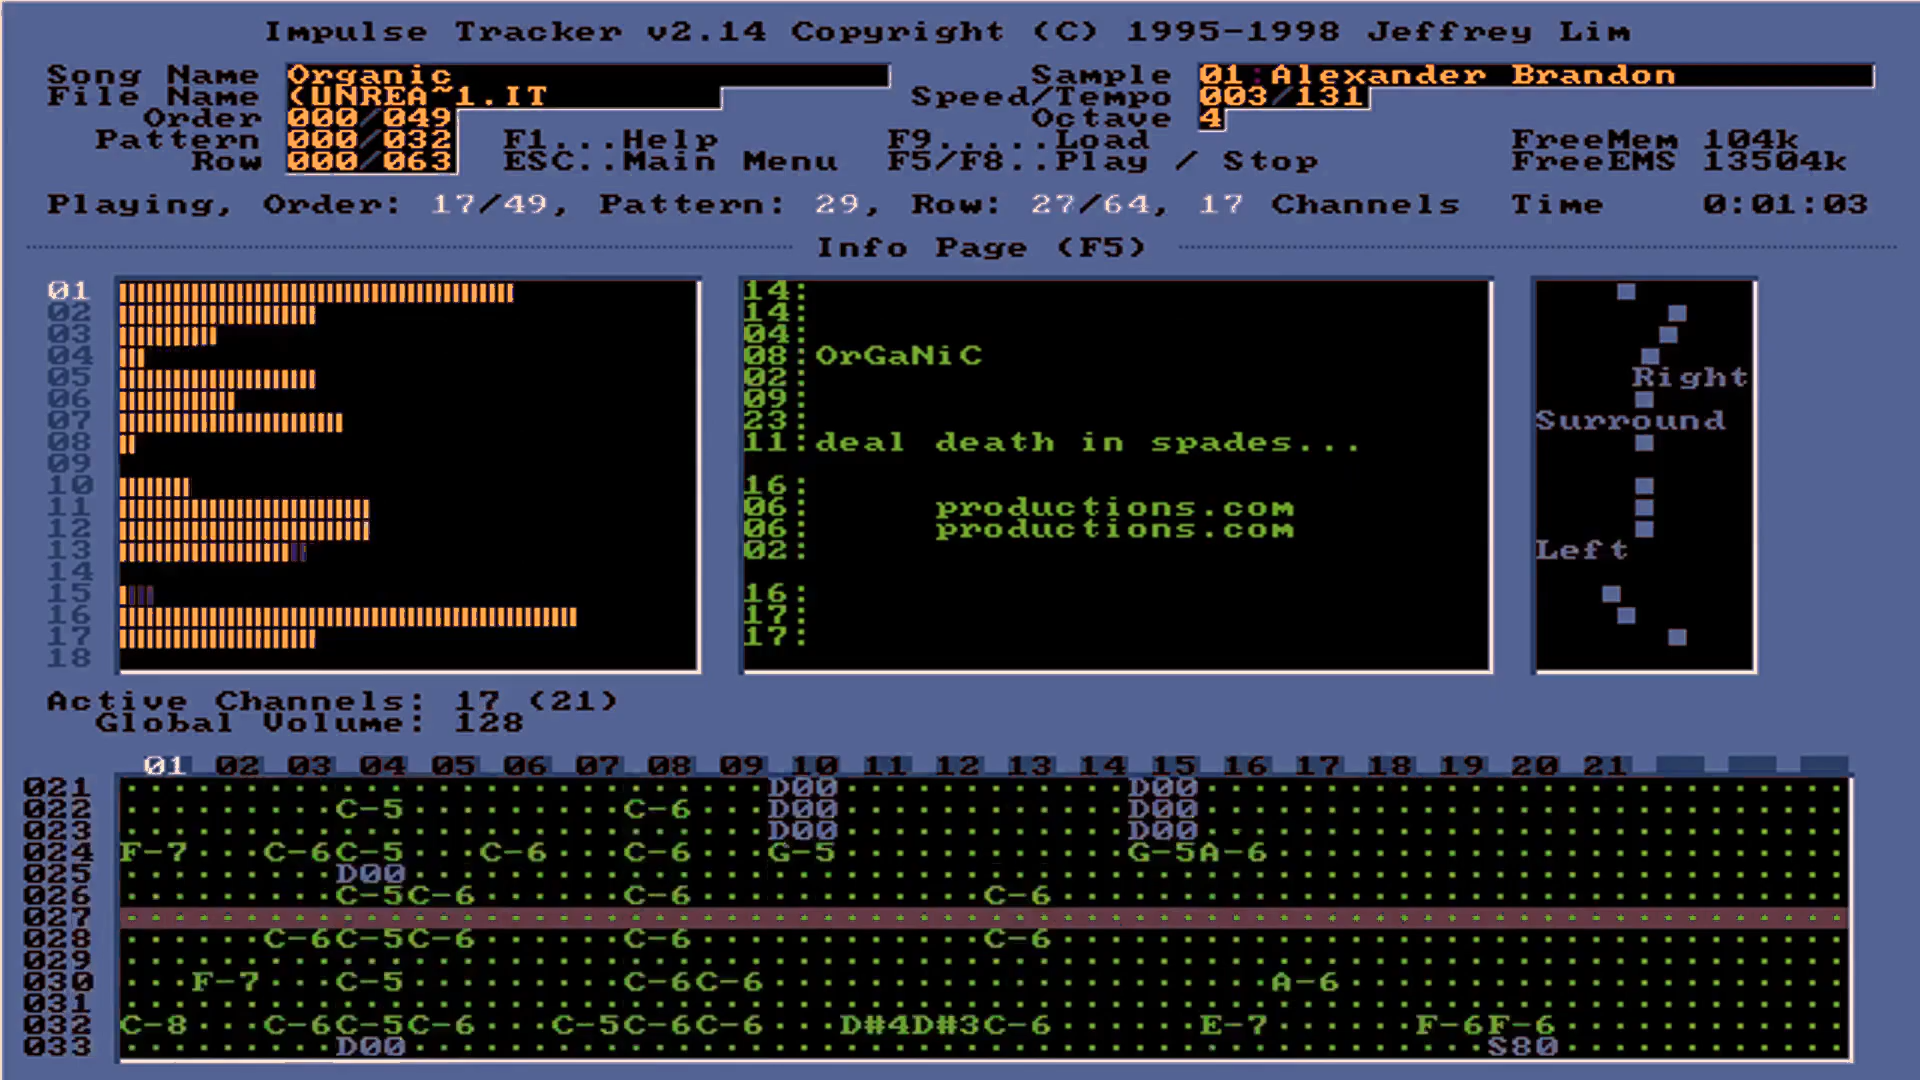 Impulse Tracker v2.14 Copyright (C) 1995-1998 Jeffrey Lim
Song Name Organic Sample 01:Alexander Brandon
File Name (UNREA~1.IT Speed/Tempo 003/131
Order 000/049 Octave 4
Pattern 000/032 F1...Help F9.....Load FreeMem 104k
Row 000/063 ESC..Main Menu F5/F8..Play / Stop FreeEMS 13504k
Playing, Order: 17/49, Pattern: 29, Row: 27/64, 17 Channels Time 0:01:03
Info Page (F5)
01 14:
02 14:
03 04:
04 08:OrGaNiC
05 02: Right
06 09:
07 23: Surround
08 11:deal death in spades...
09
10 16:
11 06: productions.com
12 06: productions.com
13 02: Left
14
15 16:
16 17:
17 17:
18
Active Channels: 17 (21)
Global Volume: 128
01 02 03 04 05 06 07 08 09 10 11 12 13 14 15 16 17 18 19 20 21
021 D00 D00
022 C-5 C-6 D00 D00
023 D00 D00
024 F-7 C-6 C-5 C-6 C-6 G-5 G-5 A-6
025 D00
026 C-5 C-6 C-6 C-6
027
028 C-6 C-5 C-6 C-6 C-6
029
030 F-7 C-5 C-6 C-6 A-6
031
032 C-8 C-6 C-5 C-6 C-5 C-6 C-6 D#4 D#3 C-6 E-7 F-6 F-6
033 D00 S80